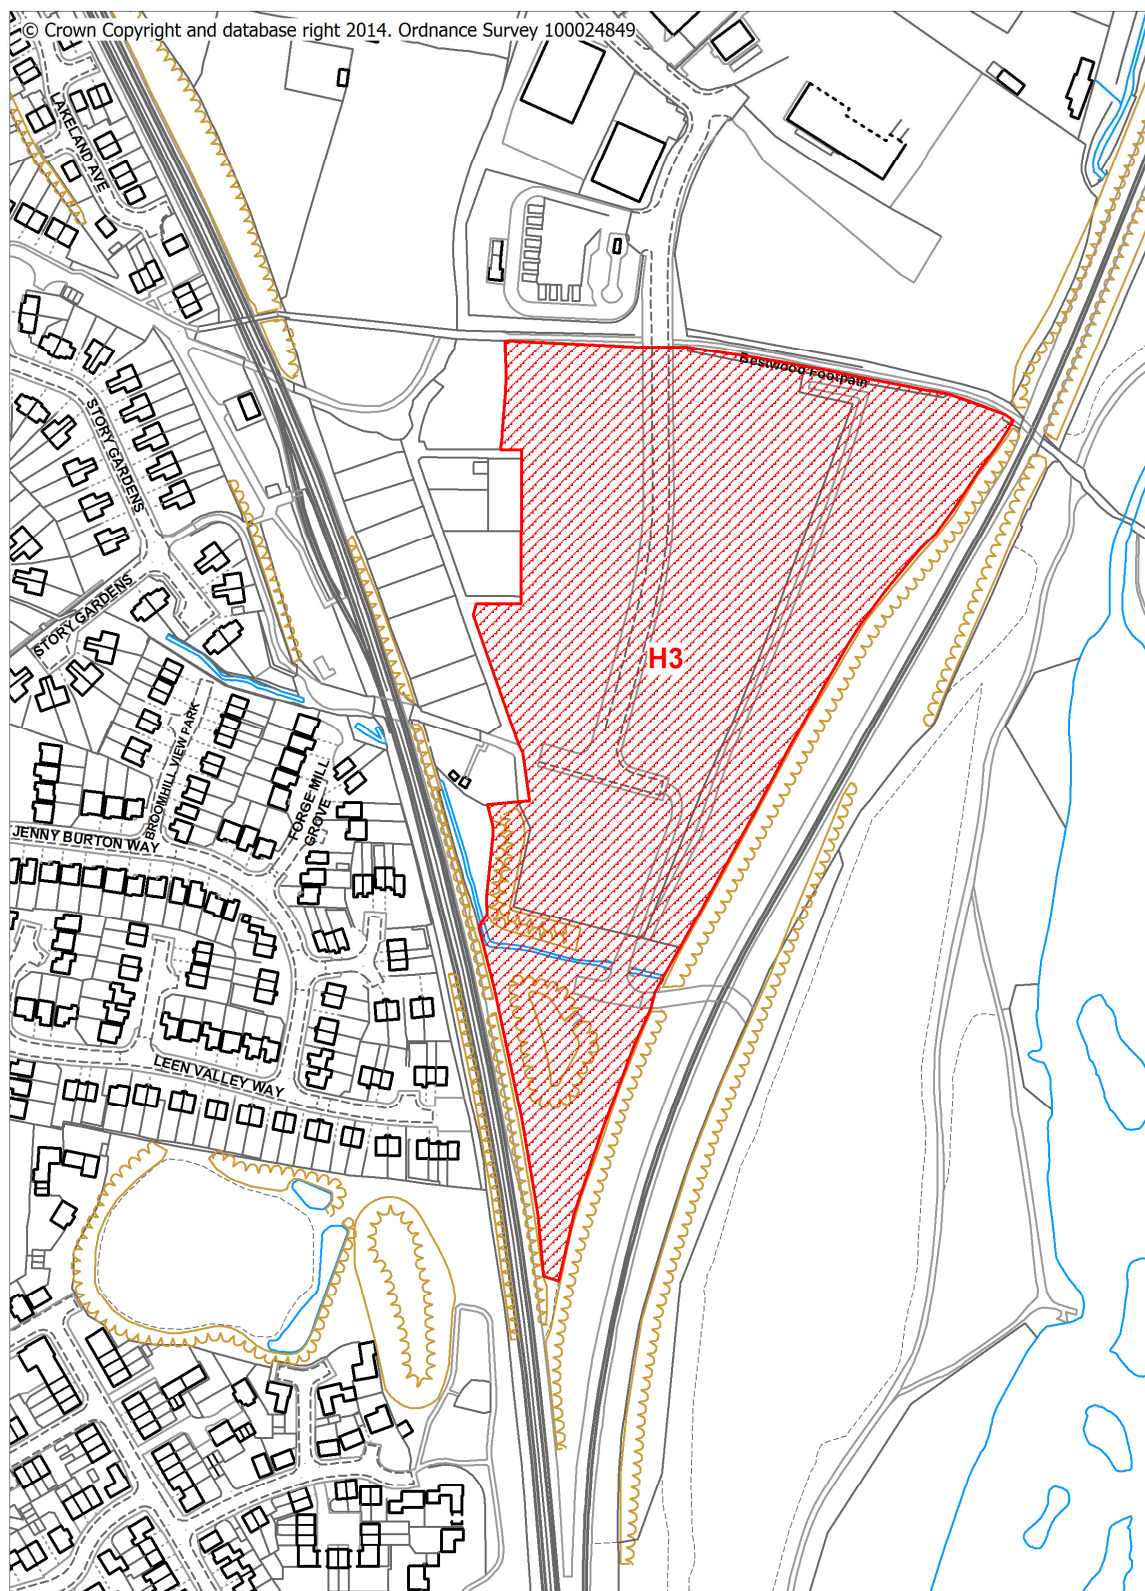 © Crown Copyright and database right 2014. Ordnance Survey 100024849
LAKELAND AVE
Bestwood Footpath
STORY GARDENS
STORY GARDENS
H3
BROOMHILL VIEW PARK
FORGE MILL
GROVE
JENNY BURTON WAY
LEEN VALLEY WAY